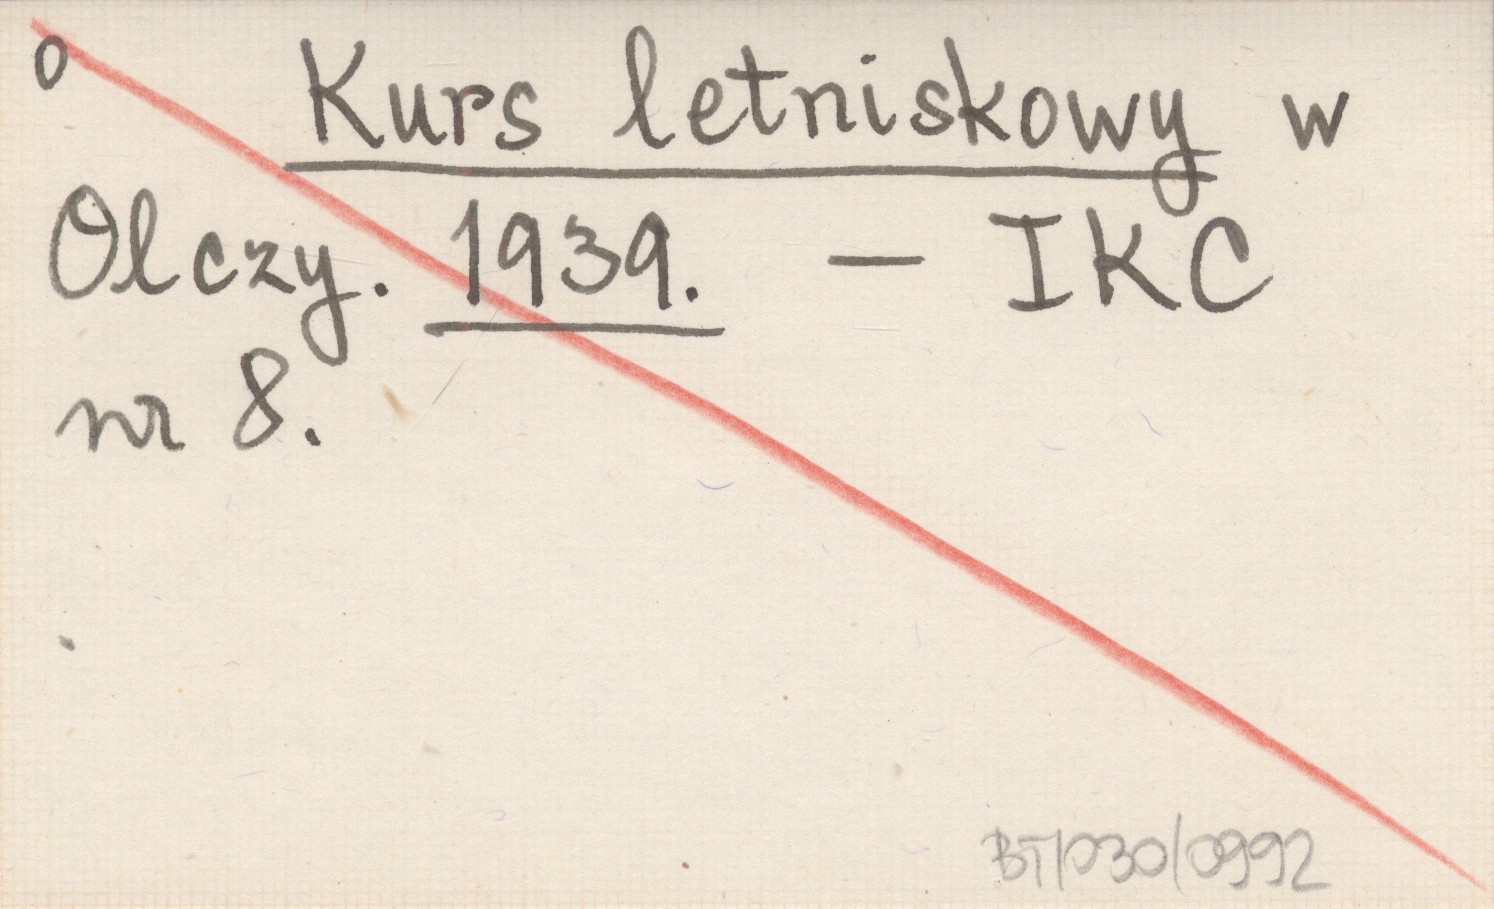 o Kurs letniskowy w
Olczy. 1939. — IKC
nr 8.
BT/030/0992